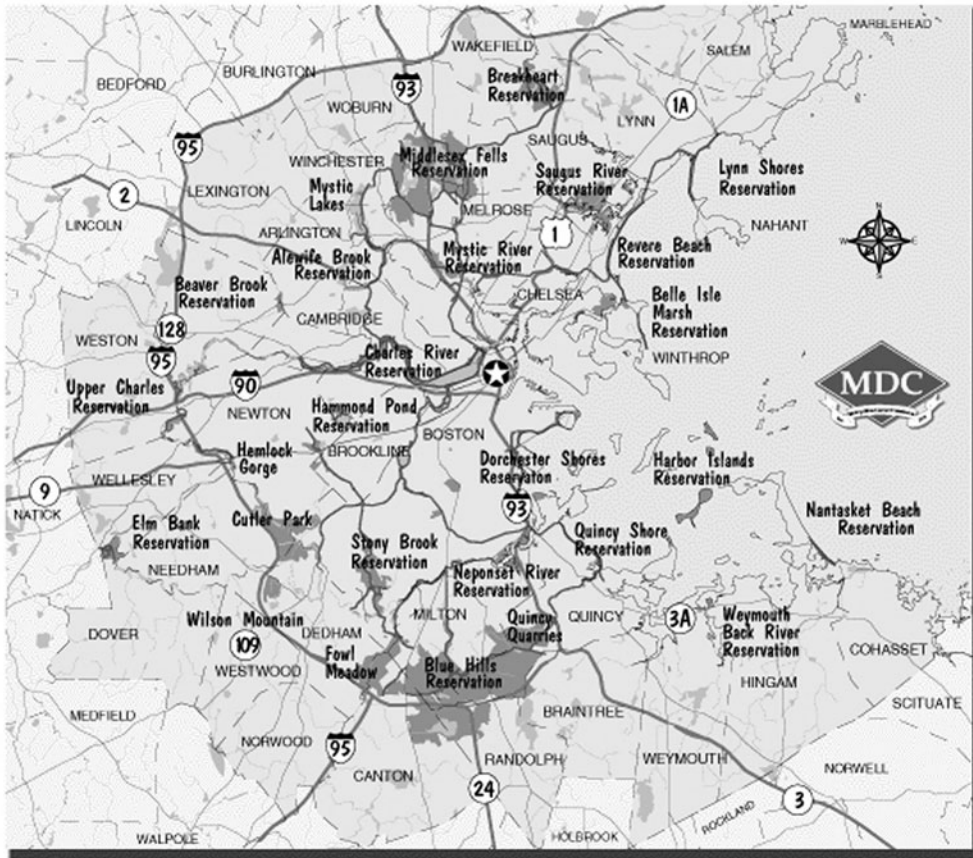 MARBLEHEAD
WAKEFIELD
SALEM
BURLINGTON
BEDFORD
93
Breakheart
Reservation
WOBURN
1A
LYNN
95
SAUGUS
WINCHESTER
Middlesex Fells
Reservation
Lynn Shores
Reservation
Saugus River
Reservation
Mystic
Lakes
LEXINGTON
2
MELROSE
LINCOLN
NAHANT
N
W
E
S
ARLINGTON
1
Alewife Brook
Reservation
Mystic River
Reservation
Revere Beach
Reservation
Beaver Brook
Reservation
CHELSEA
Belle Isle
Marsh
Reservation
CAMBRIDGE
128
WESTON
95
WINTHROP
Charles River
Reservation
MDC
90
Upper Charles
Reservation
NEWTON
Hammond Pond
Reservation
BOSTON
BROOKLINE
Hemlock
Gorge
Dorchester Shores
Reservaton
Harbor Islands
Reservation
WELLESLEY
9
NATICK
93
Nantasket Beach
Reservation
Elm Bank
Reservation
Cutler Park
Stony Brook
Reservation
Quincy Shore
Reservation
NEEDHAM
Neponset River
Reservation
MILTON
Quincy
Quarries
QUINCY
3A
Weymouth
Back River
Reservation
Wilson Mountain
DOVER
109
DEDHAM
WESTWOOD
Fowl
Meadow
Blue Hills
Reservation
COHASSET
HINGAM
SCITUATE
MEDFIELD
BRAINTREE
NORWOOD
95
RANDOLPH
WEYMOUTH
NORWELL
CANTON
24
3
ROCKLAND
WALPOLE
HOLBROOK